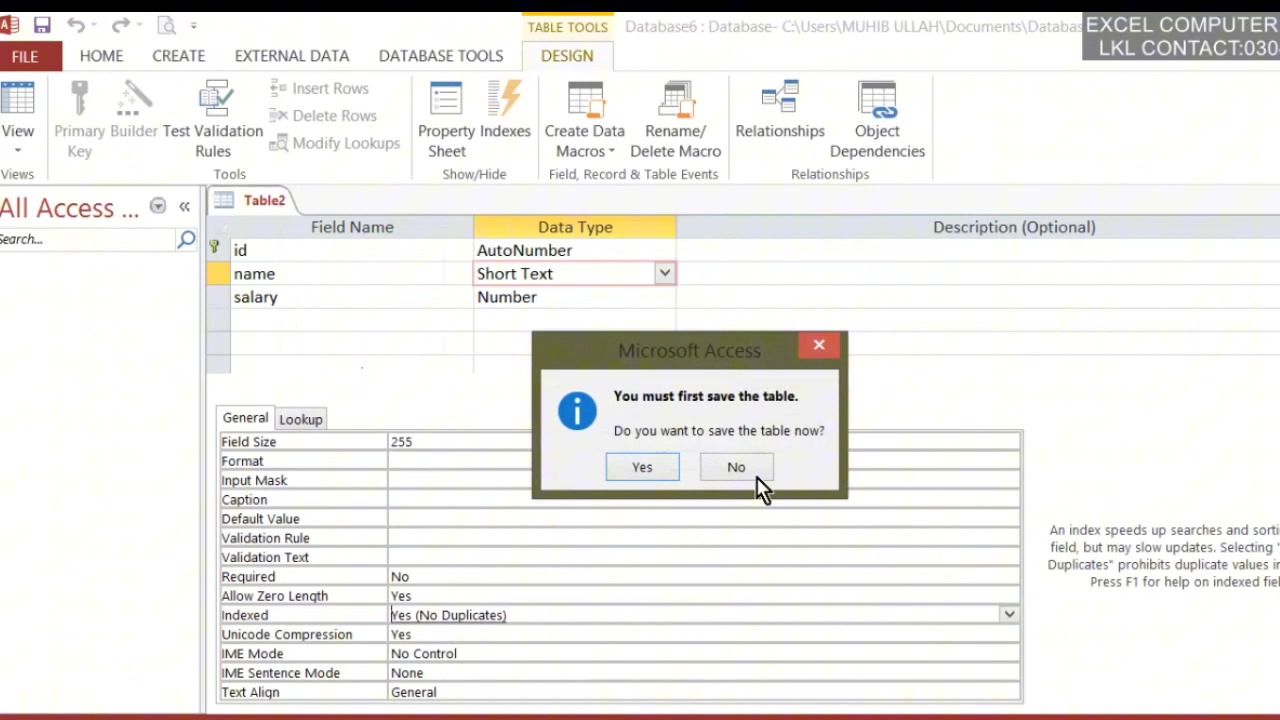 TABLE TOOLS
Database6 : Database- C:\Users\MUHIB ULLAH\Documents\Databas
EXCEL COMPUTER
LKL CONTACT:030
FILE HOME CREATE EXTERNAL DATA DATABASE TOOLS DESIGN
View
Primary Key
Builder
Test Validation Rules
Insert Rows
Delete Rows
Modify Lookups
Property Sheet
Indexes
Create Data Macros
Rename/ Delete Macro
Relationships
Object Dependencies
Views Tools Show/Hide Field, Record & Table Events Relationships
All Access ...
Search...
Table2
Field Name Data Type Description (Optional)
id AutoNumber
name Short Text
salary Number
Microsoft Access
You must first save the table.
Do you want to save the table now?
Yes No
General Lookup
Field Size 255
Format
Input Mask
Caption
Default Value
Validation Rule
Validation Text
Required No
Allow Zero Length Yes
Indexed Yes (No Duplicates)
Unicode Compression Yes
IME Mode No Control
IME Sentence Mode None
Text Align General
An index speeds up searches and sorti
field, but may slow updates. Selecting "
Duplicates" prohibits duplicate values in
Press F1 for help on indexed fiel